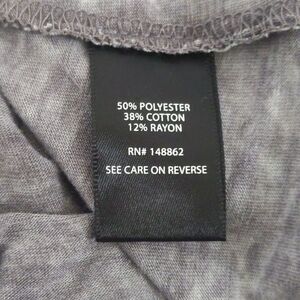 50% POLYESTER
38% COTTON
12% RAYON
RN# 148862
SEE CARE ON REVERSE